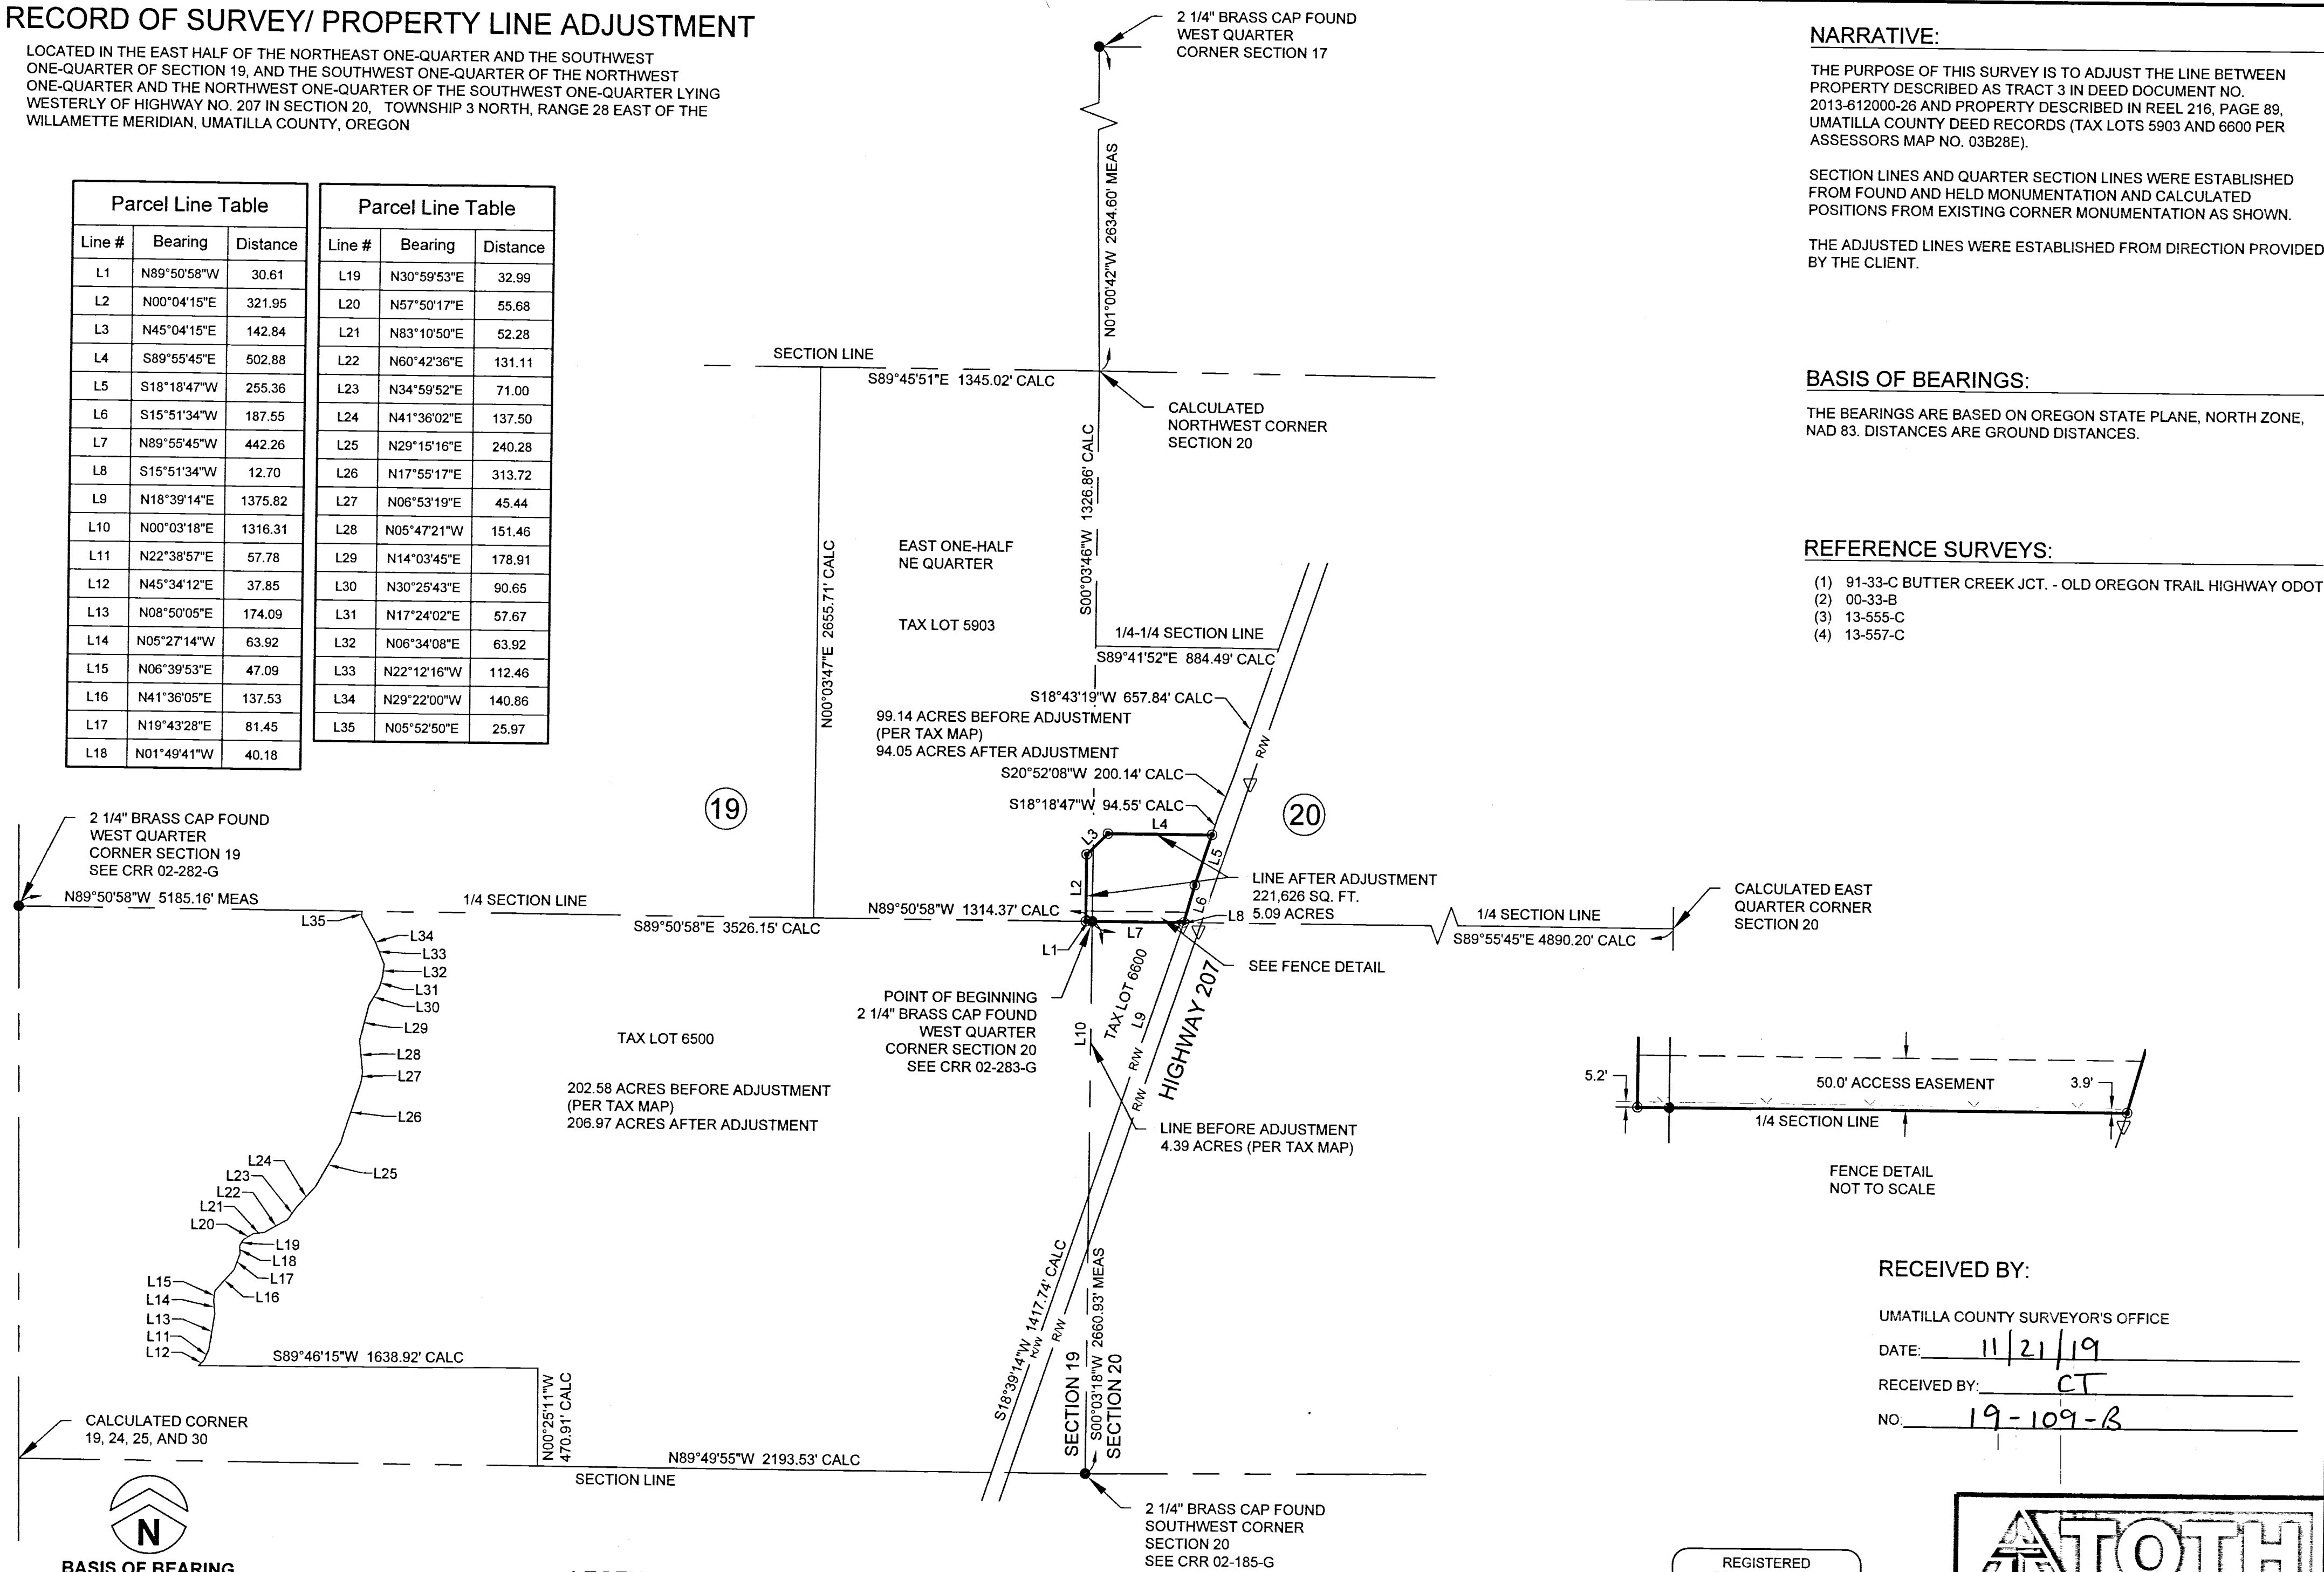 RECORD OF SURVEY/ PROPERTY LINE ADJUSTMENT
LOCATED IN THE EAST HALF OF THE NORTHEAST ONE-QUARTER AND THE SOUTHWEST
ONE-QUARTER OF SECTION 19, AND THE SOUTHWEST ONE-QUARTER OF THE NORTHWEST
ONE-QUARTER AND THE NORTHWEST ONE-QUARTER OF THE SOUTHWEST ONE-QUARTER LYING
WESTERLY OF HIGHWAY NO. 207 IN SECTION 20, TOWNSHIP 3 NORTH, RANGE 28 EAST OF THE
WILLAMETTE MERIDIAN, UMATILLA COUNTY, OREGON
Parcel Line Table
Line # Bearing Distance
L1 N89°50'58"W 30.61
L2 N00°04'15"E 321.95
L3 N45°04'15"E 142.84
L4 S89°55'45"E 502.88
L5 S18°18'47"W 255.36
L6 S15°51'34"W 187.55
L7 N89°55'45"W 442.26
L8 S15°51'34"W 12.70
L9 N18°39'14"E 1375.82
L10 N00°03'18"E 1316.31
L11 N22°38'57"E 57.78
L12 N45°34'12"E 37.85
L13 N08°50'05"E 174.09
L14 N05°27'14"W 63.92
L15 N06°39'53"E 47.09
L16 N41°36'05"E 137.53
L17 N19°43'28"E 81.45
L18 N01°49'41"W 40.18
Parcel Line Table
Line # Bearing Distance
L19 N30°59'53"E 32.99
L20 N57°50'17"E 55.68
L21 N83°10'50"E 52.28
L22 N60°42'36"E 131.11
L23 N34°59'52"E 71.00
L24 N41°36'02"E 137.50
L25 N29°15'16"E 240.28
L26 N17°55'17"E 313.72
L27 N06°53'19"E 45.44
L28 N05°47'21"W 151.46
L29 N14°03'45"E 178.91
L30 N30°25'43"E 90.65
L31 N17°24'02"E 57.67
L32 N06°34'08"E 63.92
L33 N22°12'16"W 112.46
L34 N29°22'00"W 140.86
L35 N05°52'50"E 25.97
2 1/4" BRASS CAP FOUND
WEST QUARTER
CORNER SECTION 17
N01°00'42"W 2634.60' MEAS
SECTION LINE
S89°45'51"E 1345.02' CALC
CALCULATED
NORTHWEST CORNER
SECTION 20
S00°03'46"W 1326.86' CALC
N00°03'47"E 2655.71' CALC
EAST ONE-HALF
NE QUARTER
TAX LOT 5903
1/4-1/4 SECTION LINE
S89°41'52"E 884.49' CALC
S18°43'19"W 657.84' CALC
99.14 ACRES BEFORE ADJUSTMENT
(PER TAX MAP)
94.05 ACRES AFTER ADJUSTMENT
R/W
S20°52'08"W 200.14' CALC
S18°18'47"W 94.55' CALC
19
20
L3
L4
L5
L2
L6
LINE AFTER ADJUSTMENT
221,626 SQ. FT.
5.09 ACRES
L8
L7
L1
2 1/4" BRASS CAP FOUND
WEST QUARTER
CORNER SECTION 19
SEE CRR 02-282-G
N89°50'58"W 5185.16' MEAS
1/4 SECTION LINE
N89°50'58"W 1314.37' CALC
S89°50'58"E 3526.15' CALC
1/4 SECTION LINE
S89°55'45"E 4890.20' CALC
CALCULATED EAST
QUARTER CORNER
SECTION 20
SEE FENCE DETAIL
POINT OF BEGINNING
2 1/4" BRASS CAP FOUND
WEST QUARTER
CORNER SECTION 20
SEE CRR 02-283-G
L10
TAX LOT 6600
L9
R/W
R/W
HIGHWAY 207
LINE BEFORE ADJUSTMENT
4.39 ACRES (PER TAX MAP)
TAX LOT 6500
202.58 ACRES BEFORE ADJUSTMENT
(PER TAX MAP)
206.97 ACRES AFTER ADJUSTMENT
L35
L34
L33
L32
L31
L30
L29
L28
L27
L26
L25
L24
L23
L22
L21
L20
L19
L18
L17
L16
L15
L14
L13
L11
L12
S89°46'15"W 1638.92' CALC
N00°25'11"W
470.91' CALC
CALCULATED CORNER
19, 24, 25, AND 30
N89°49'55"W 2193.53' CALC
SECTION LINE
S18°39'14"W 1417.74' CALC
R/W
R/W
SECTION 19
S00°03'18"W 2660.93' MEAS
SECTION 20
2 1/4" BRASS CAP FOUND
SOUTHWEST CORNER
SECTION 20
SEE CRR 02-185-G
N
BASIS OF BEARING
NARRATIVE:
THE PURPOSE OF THIS SURVEY IS TO ADJUST THE LINE BETWEEN
PROPERTY DESCRIBED AS TRACT 3 IN DEED DOCUMENT NO.
2013-612000-26 AND PROPERTY DESCRIBED IN REEL 216, PAGE 89,
UMATILLA COUNTY DEED RECORDS (TAX LOTS 5903 AND 6600 PER
ASSESSORS MAP NO. 03B28E).
SECTION LINES AND QUARTER SECTION LINES WERE ESTABLISHED
FROM FOUND AND HELD MONUMENTATION AND CALCULATED
POSITIONS FROM EXISTING CORNER MONUMENTATION AS SHOWN.
THE ADJUSTED LINES WERE ESTABLISHED FROM DIRECTION PROVIDED
BY THE CLIENT.
BASIS OF BEARINGS:
THE BEARINGS ARE BASED ON OREGON STATE PLANE, NORTH ZONE,
NAD 83. DISTANCES ARE GROUND DISTANCES.
REFERENCE SURVEYS:
(1) 91-33-C BUTTER CREEK JCT. - OLD OREGON TRAIL HIGHWAY ODOT
(2) 00-33-B
(3) 13-555-C
(4) 13-557-C
5.2'
50.0' ACCESS EASEMENT
3.9'
1/4 SECTION LINE
FENCE DETAIL
NOT TO SCALE
RECEIVED BY:
UMATILLA COUNTY SURVEYOR'S OFFICE
DATE: 11/21/19
RECEIVED BY: CT
NO: 19-109-B
REGISTERED
TOTH